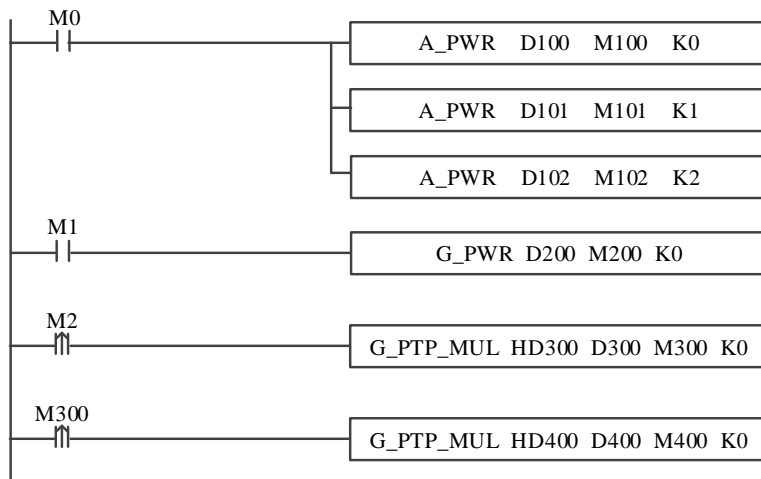 M0
A_PWR D100 M100 K0
A_PWR D101 M101 K1
A_PWR D102 M102 K2
M1
G_PWR D200 M200 K0
M2
G_PTP_MUL HD300 D300 M300 K0
M300
G_PTP_MUL HD400 D400 M400 K0